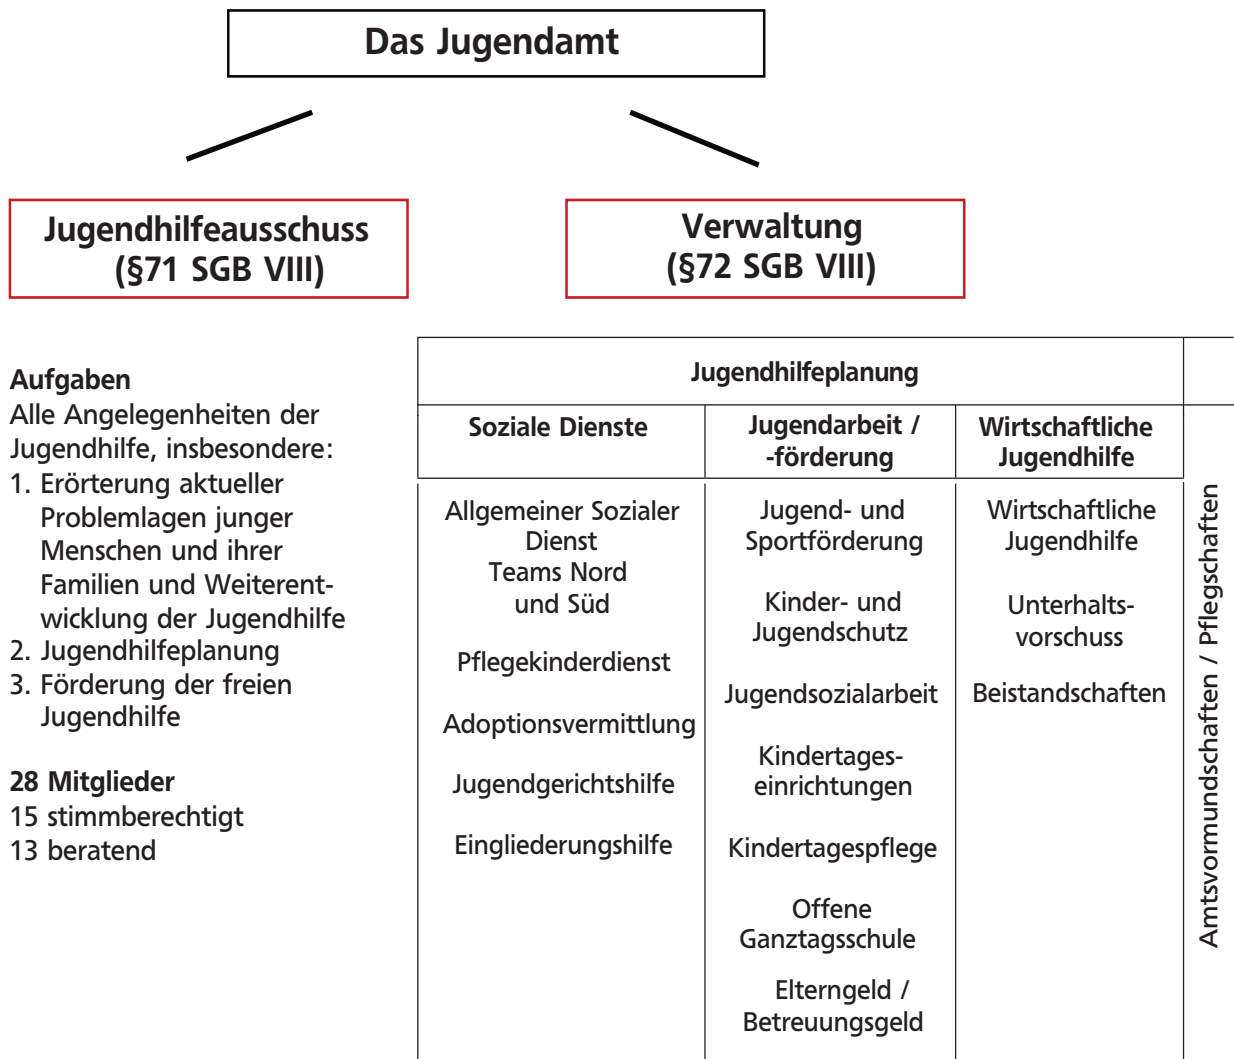 Das Jugendamt
Jugendhilfeausschuss
(§71 SGB VIII)
Verwaltung
(§72 SGB VIII)
Aufgaben
Alle Angelegenheiten der
Jugendhilfe, insbesondere:
1. Erörterung aktueller
Problemlagen junger
Menschen und ihrer
Familien und Weiterent-
wicklung der Jugendhilfe
2. Jugendhilfeplanung
3. Förderung der freien
Jugendhilfe
28 Mitglieder
15 stimmberechtigt
13 beratend
Jugendhilfeplanung
Soziale Dienste
Allgemeiner Sozialer
Dienst
Teams Nord
und Süd
Pflegekinderdienst
Adoptionsvermittlung
Jugendgerichtshilfe
Eingliederungshilfe
Jugendarbeit /
-förderung
Jugend- und
Sportförderung
Kinder- und
Jugendschutz
Jugendsozialarbeit
Kindertages-
einrichtungen
Kindertagespflege
Offene
Ganztagsschule
Elterngeld /
Betreuungsgeld
Wirtschaftliche
Jugendhilfe
Wirtschaftliche
Jugendhilfe
Unterhalts-
vorschuss
Beistandschaften
Amtsvormundschaften / Pflegschaften